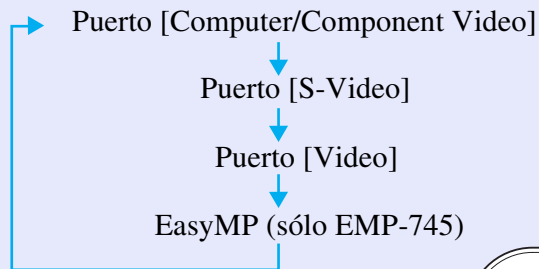 Puerto [Computer/Component Video]
Puerto [S-Video]
Puerto [Video]
EasyMP (sólo EMP-745)